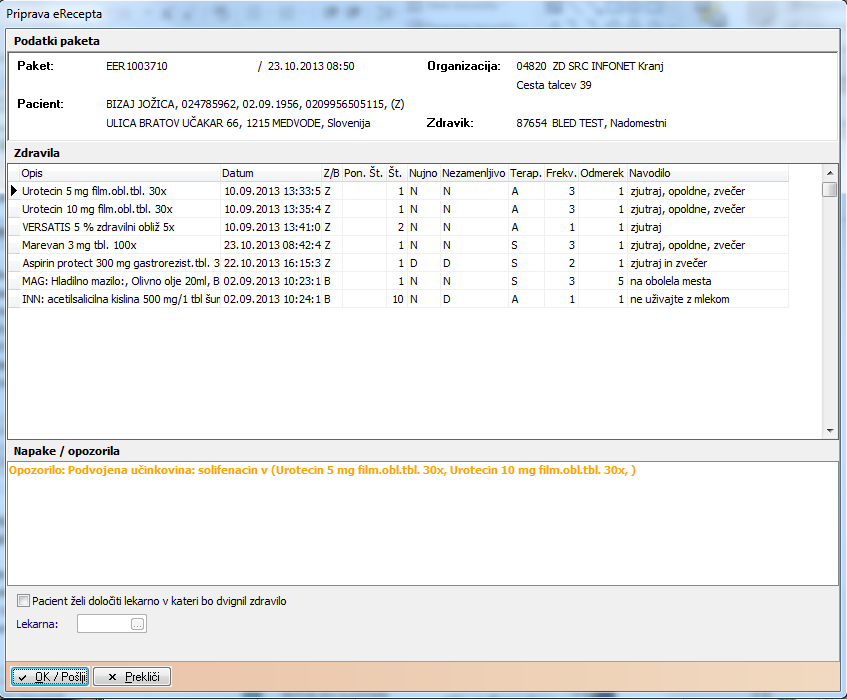 Priprava eRecepta
Podatki paketa
Paket: EER1003710 / 23.10.2013 08:50 Organizacija: 04820 ZD SRC INFONET Kranj
Cesta talcev 39
Pacient: BIZAJ JOŽICA, 024785962, 02.09.1956, 0209956505115, (Z)
ULICA BRATOV UČAKAR 66, 1215 MEDVODE, Slovenija Zdravik: 87654 BLED TEST, Nadomestni
Zdravila
Opis Datum Z/B Pon. Št. Št. Nujno Nezamenljivo Terap. Frekv. Odmerek Navodilo
Urotecin 5 mg film.obl.tbl. 30x 10.09.2013 13:33:5 Z 1 N N A 3 1 zjutraj, opoldne, zvečer
Urotecin 10 mg film.obl.tbl. 30x 10.09.2013 13:35:4 Z 1 N N A 3 1 zjutraj, opoldne, zvečer
VERSATIS 5 % zdravilni obliž 5x 10.09.2013 13:41:0 Z 2 N N A 1 1 zjutraj
Marevan 3 mg tbl. 100x 23.10.2013 08:42:4 Z 1 N N S 3 1 zjutraj, opoldne, zvečer
Aspirin protect 300 mg gastrorezist.tbl. 3 22.10.2013 16:15:3 Z 1 D D S 2 1 zjutraj in zvečer
MAG: Hladilno mazilo:, Olivno olje 20ml, B 02.09.2013 10:23:1 B 1 N N S 3 5 na obolela mesta
INN: acetilsalicilna kislina 500 mg/1 tbl šur 02.09.2013 10:24:1 B 10 N D A 1 1 ne uživajte z mlekom
Napake / opozorila
Opozorilo: Podvojena učinkovina: solifenacin v (Urotecin 5 mg film.obl.tbl. 30x, Urotecin 10 mg film.obl.tbl. 30x, )
Pacient želi določiti lekarno v kateri bo dvignil zdravilo
Lekarna: ...
OK / Pošlji Prekliči